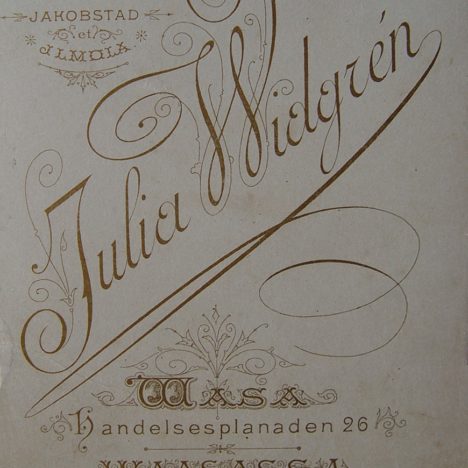 JAKOBSTAD
et
ILMOLA
Julia Widgrén
WASA
Handelsesplanaden 26